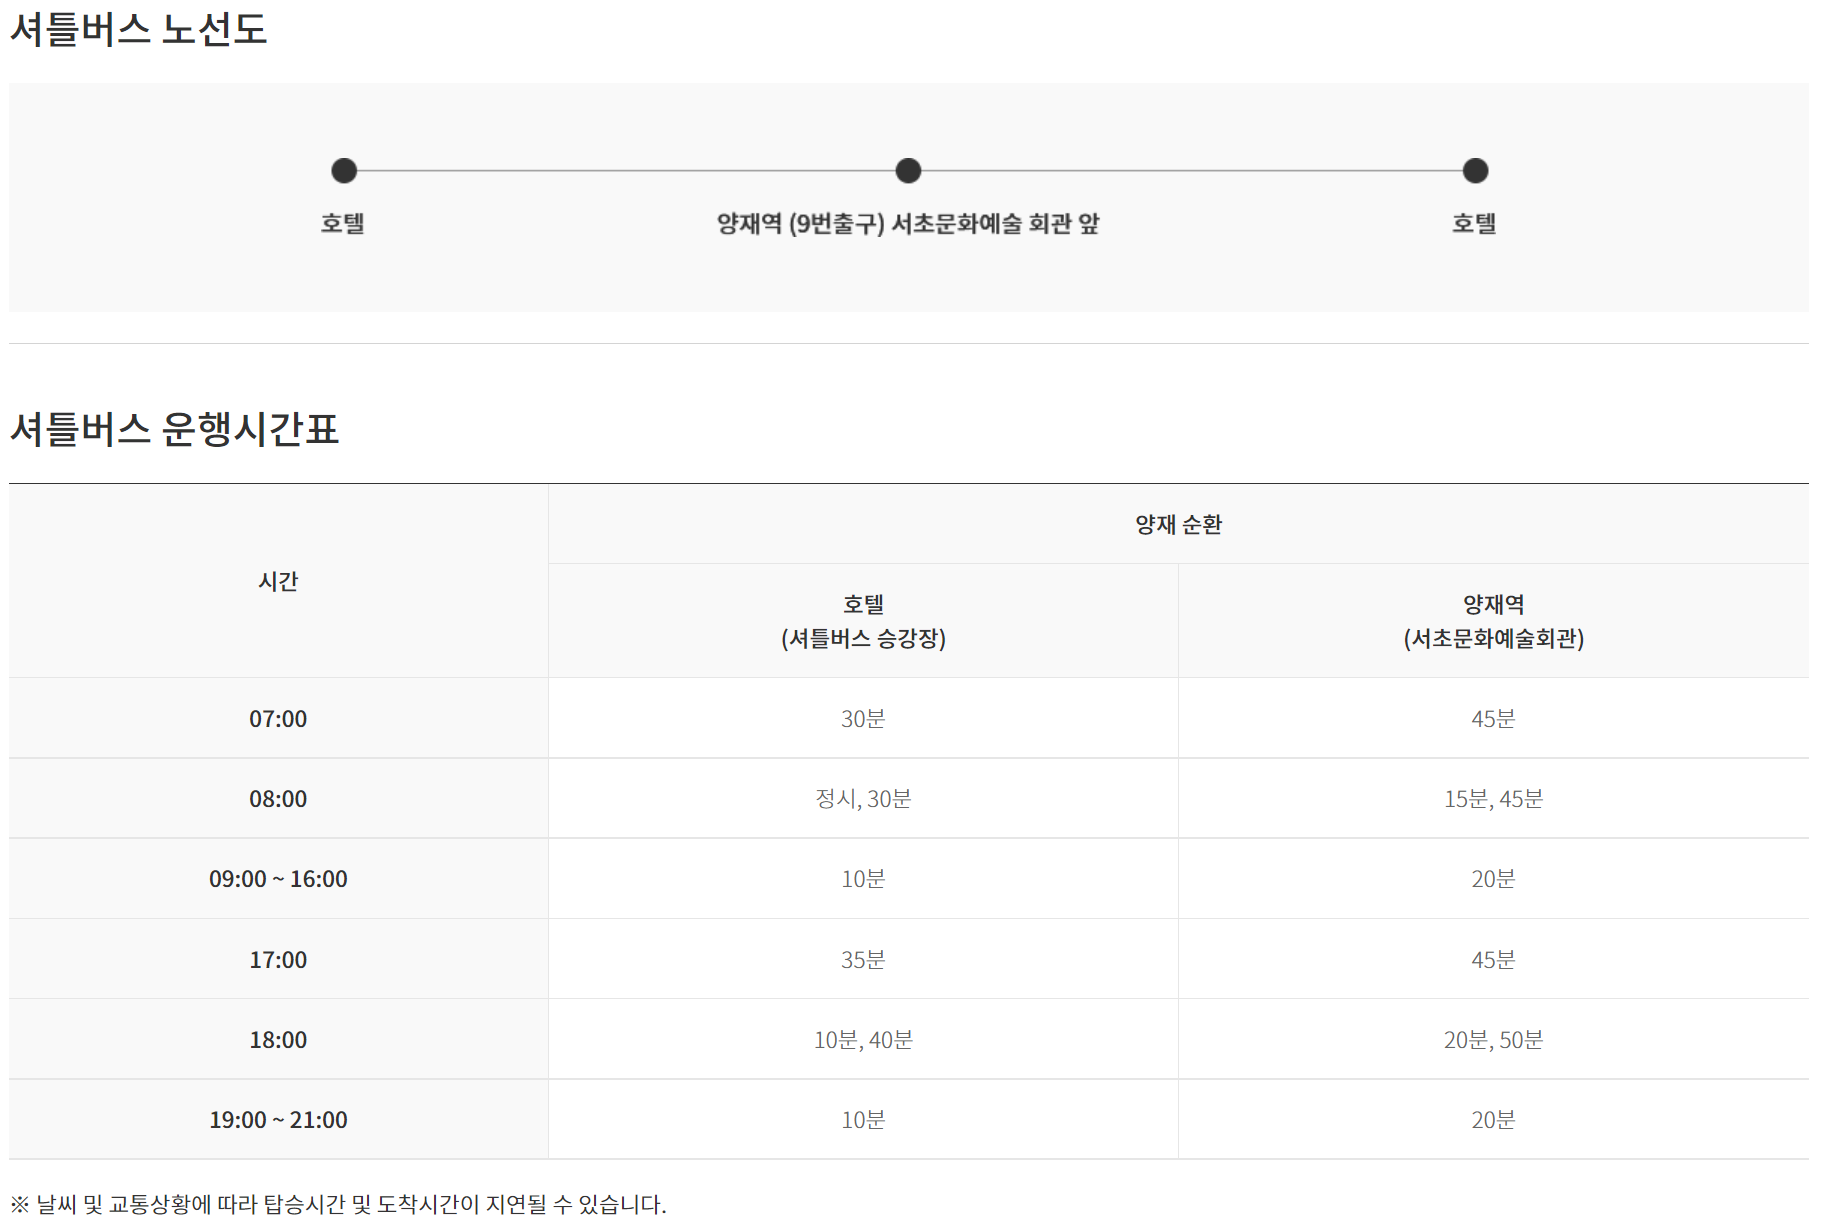 셔틀버스 노선도
호텔
양재역 (9번출구) 서초문화예술 회관 앞
호텔
셔틀버스 운행시간표
시간
양재 순환
호텔
(셔틀버스 승강장)
양재역
(서초문화예술회관)
07:00
30분
45분
08:00
정시, 30분
15분, 45분
09:00 ~ 16:00
10분
20분
17:00
35분
45분
18:00
10분, 40분
20분, 50분
19:00 ~ 21:00
10분
20분
※ 날씨 및 교통상황에 따라 탑승시간 및 도착시간이 지연될 수 있습니다.